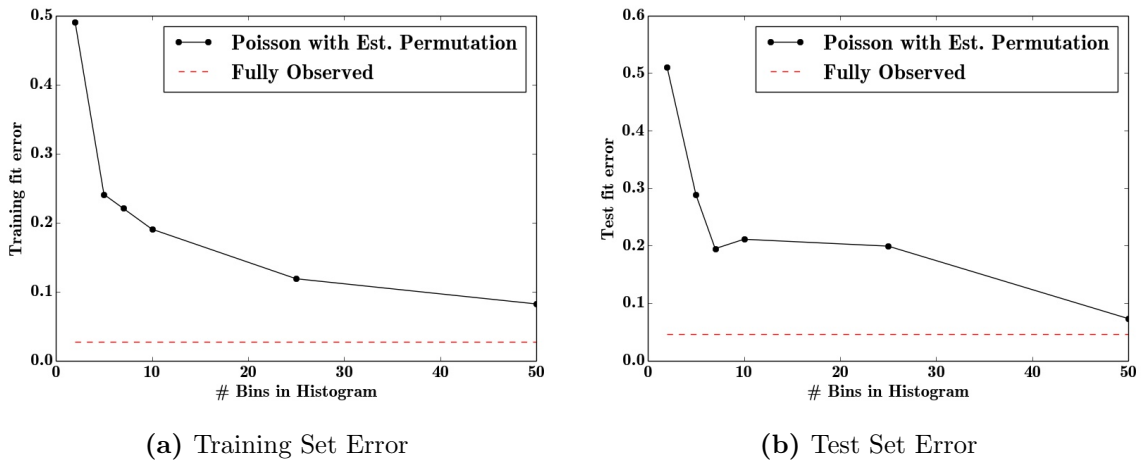 0.5
0.4
0.3
0.2
0.1
0.0
Training fit error
0 10 20 30 40 50
# Bins in Histogram
Poisson with Est. Permutation
Fully Observed
(a) Training Set Error
0.6
0.5
0.4
0.3
0.2
0.1
0.0
Test fit error
0 10 20 30 40 50
# Bins in Histogram
Poisson with Est. Permutation
Fully Observed
(b) Test Set Error